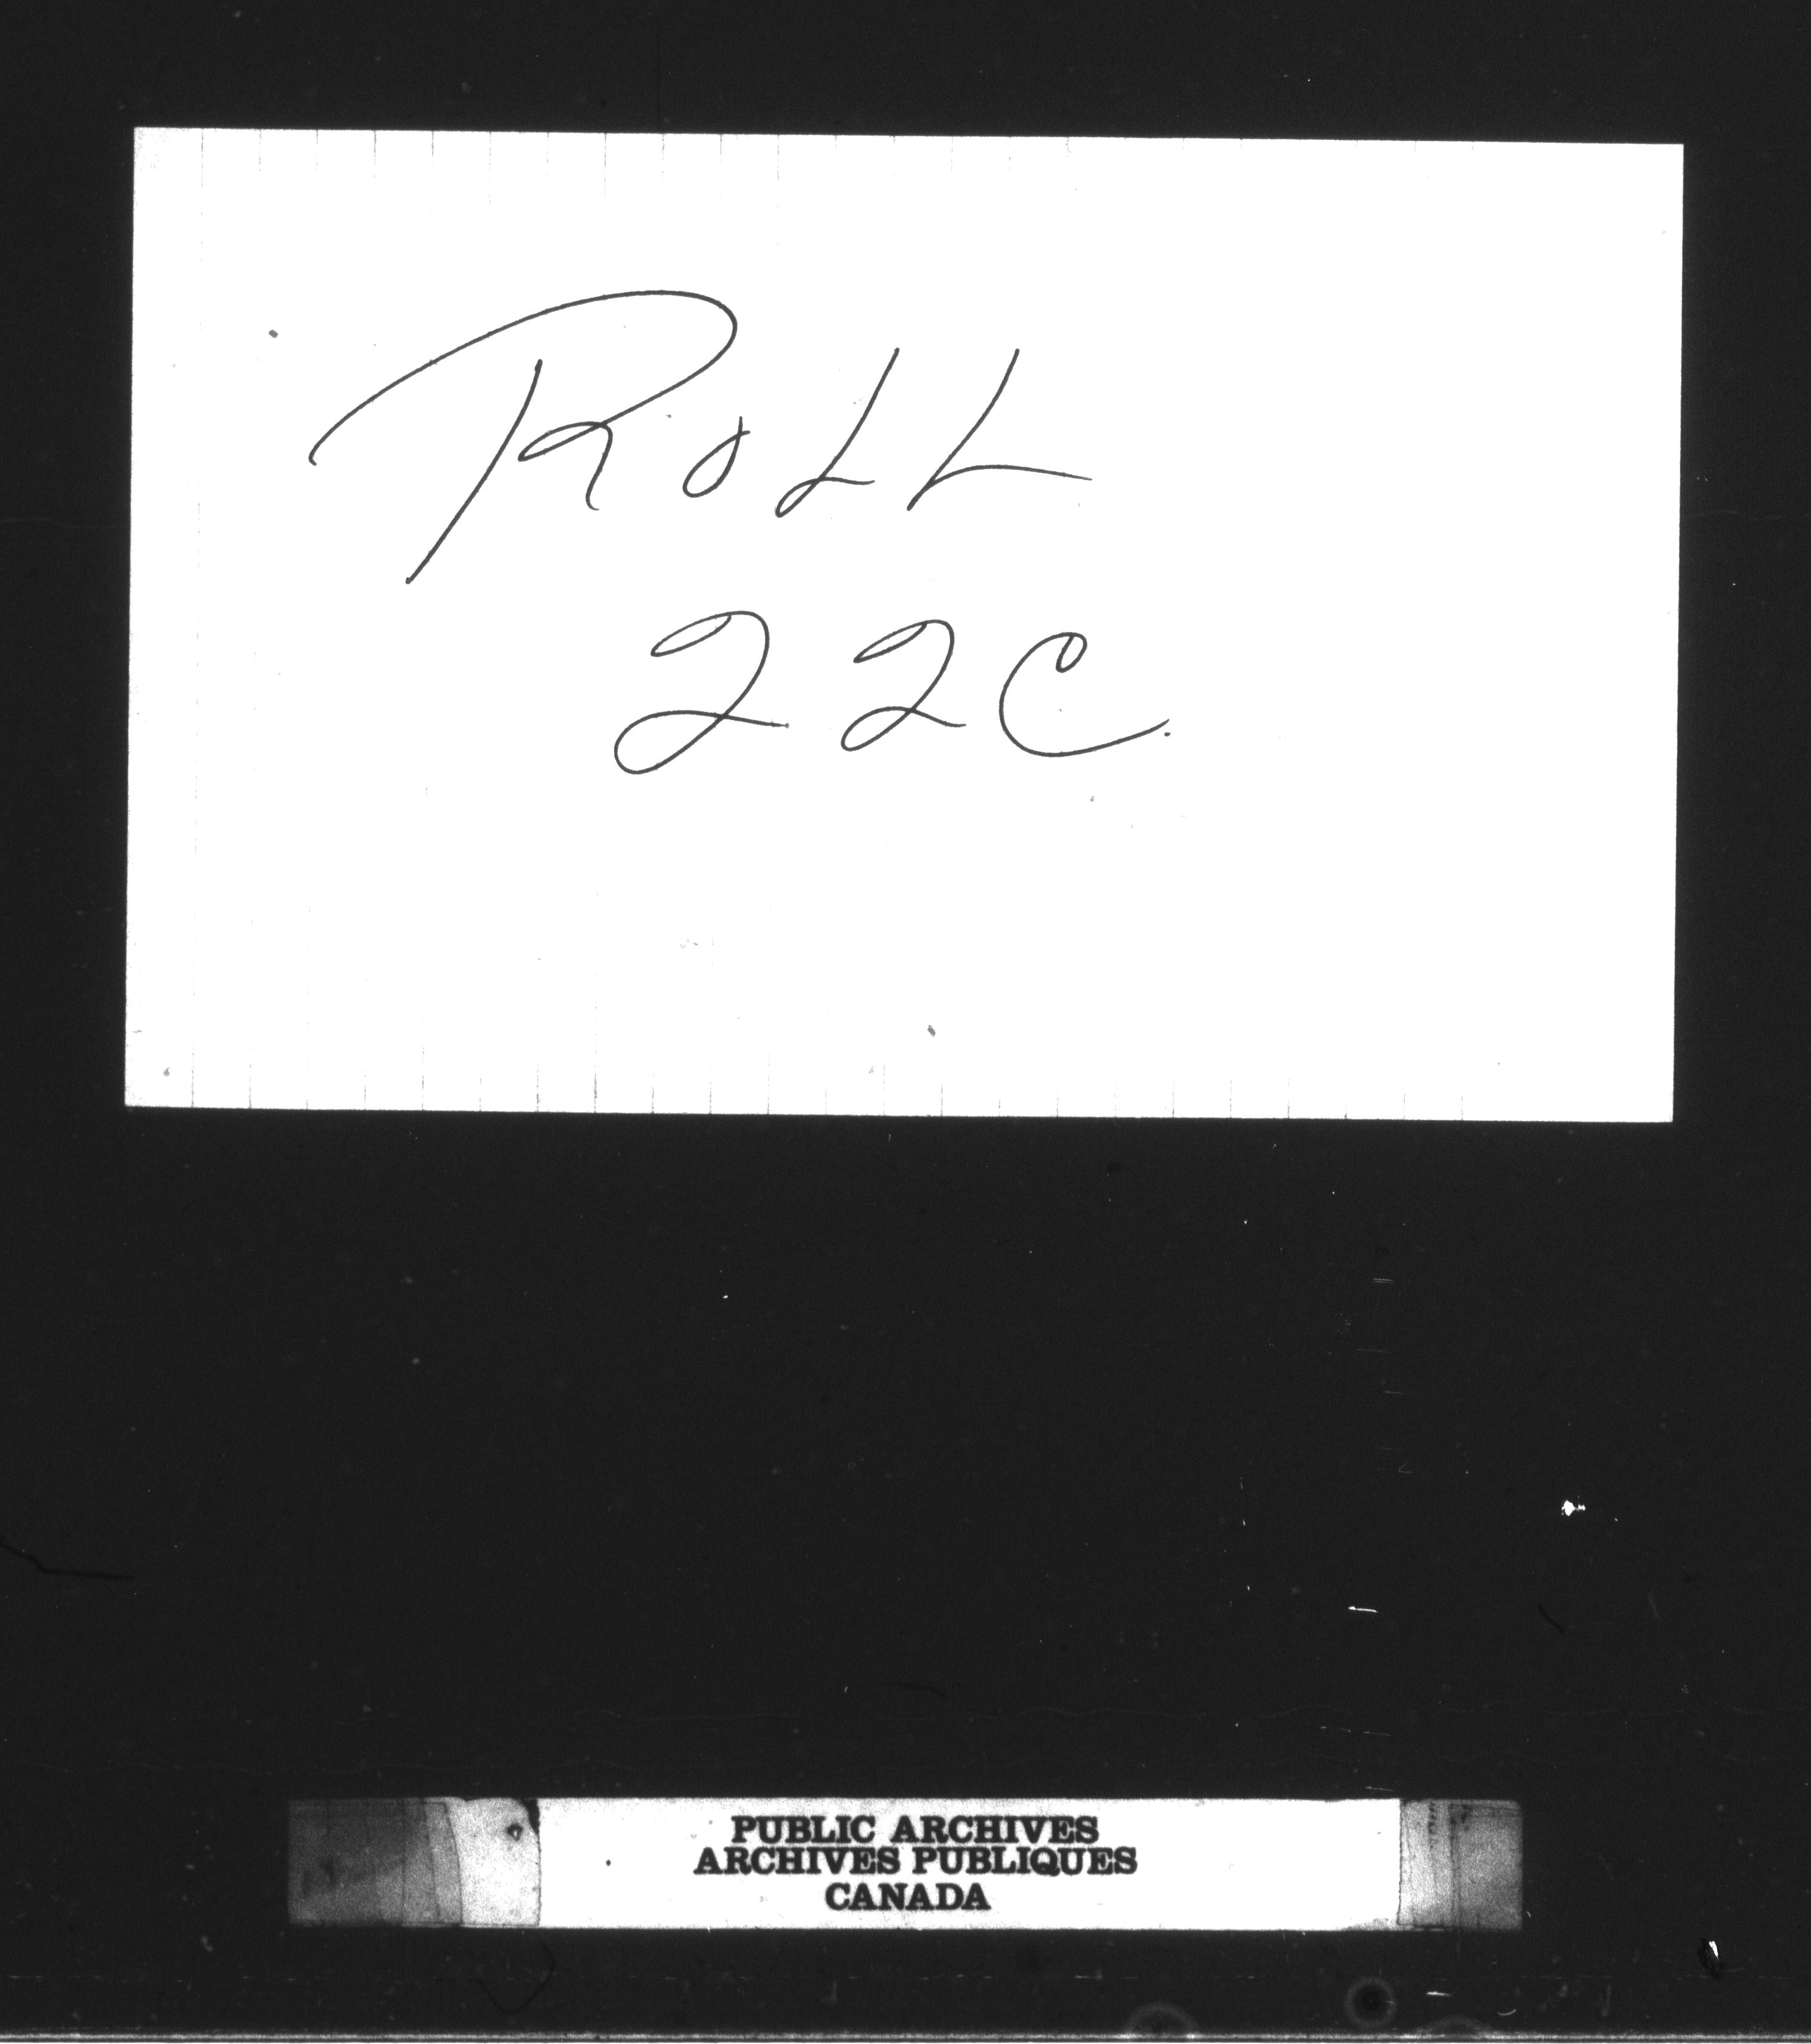 Roll
22C.
PUBLIC ARCHIVES
ARCHIVES PUBLIQUES
CANADA